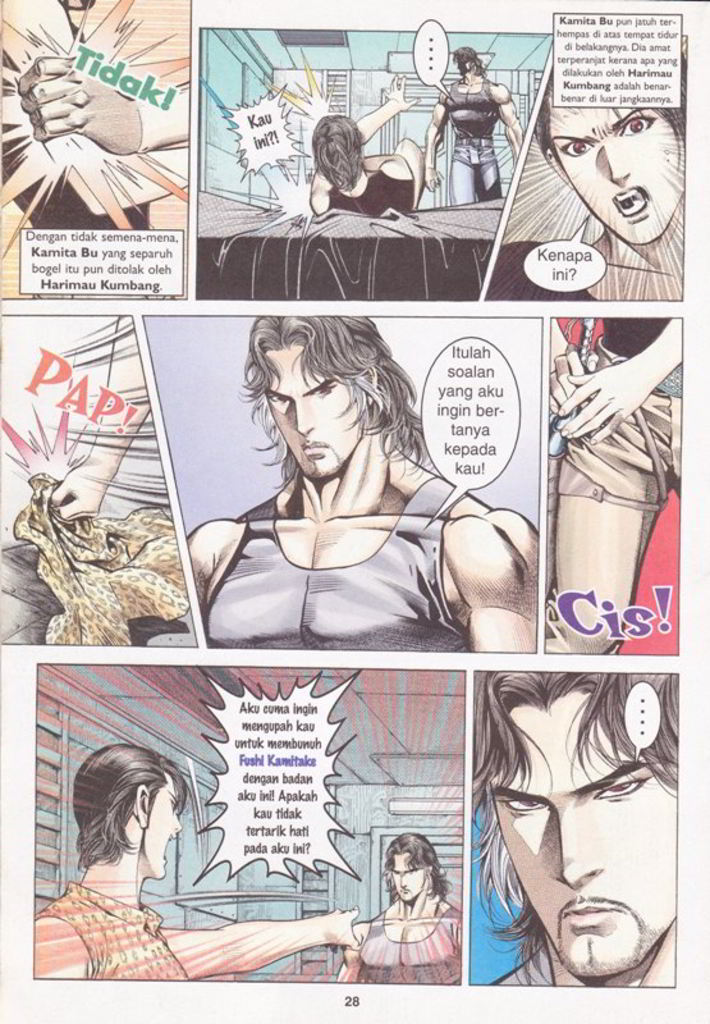 Tidak!
Dengan tidak semena-mena,
Kamita Bu yang separuh
bogel itu pun ditolak oleh
Harimau Kumbang.
Kau
ini?!
...
Kamita Bu pun jatuh ter-
hempas di atas tempat tidur
di belakangnya. Dia amat
terperanjat kerana apa yang
dilakukan oleh Harimau
Kumbang adalah benar-
benar di luar jangkaannya.
Kenapa
ini?
PAP!
Itulah
soalan
yang aku
ingin ber-
tanya
kepada
kau!
Cis!
Aku cuma ingin
mengupah kau
untuk membunuh
Fushi Kamitake
dengan badan
aku ini! Apakah
kau tidak
tertarik hati
pada aku ini?
....
28